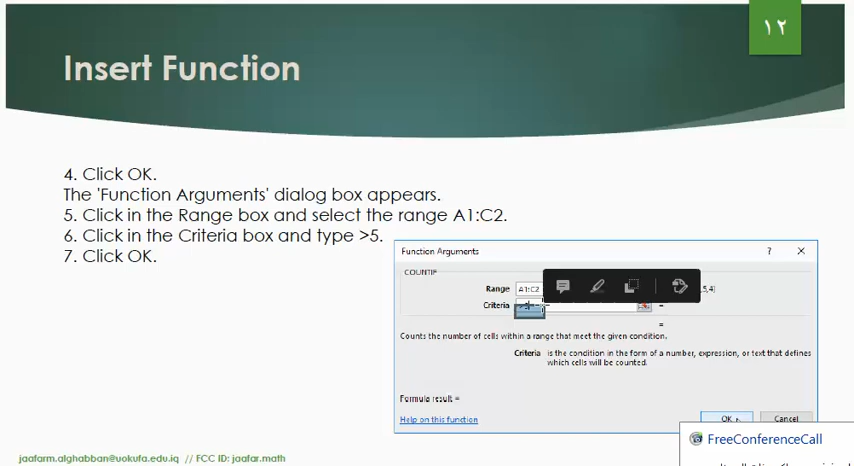 ١٢
Insert Function
4. Click OK.
The 'Function Arguments' dialog box appears.
5. Click in the Range box and select the range A1:C2.
6. Click in the Criteria box and type >5.
7. Click OK.
Function Arguments
?
COUNTIF
Range A1:C2 ,5,4}
Criteria =
=
Counts the number of cells within a range that meet the given condition.
Criteria is the condition in the form of a number, expression, or text that defines
which cells will be counted.
Formula result =
Help on this function
OK Cancel
FreeConferenceCall
jaafarm.alghabban@uokufa.edu.iq // FCC ID: jaafar.math